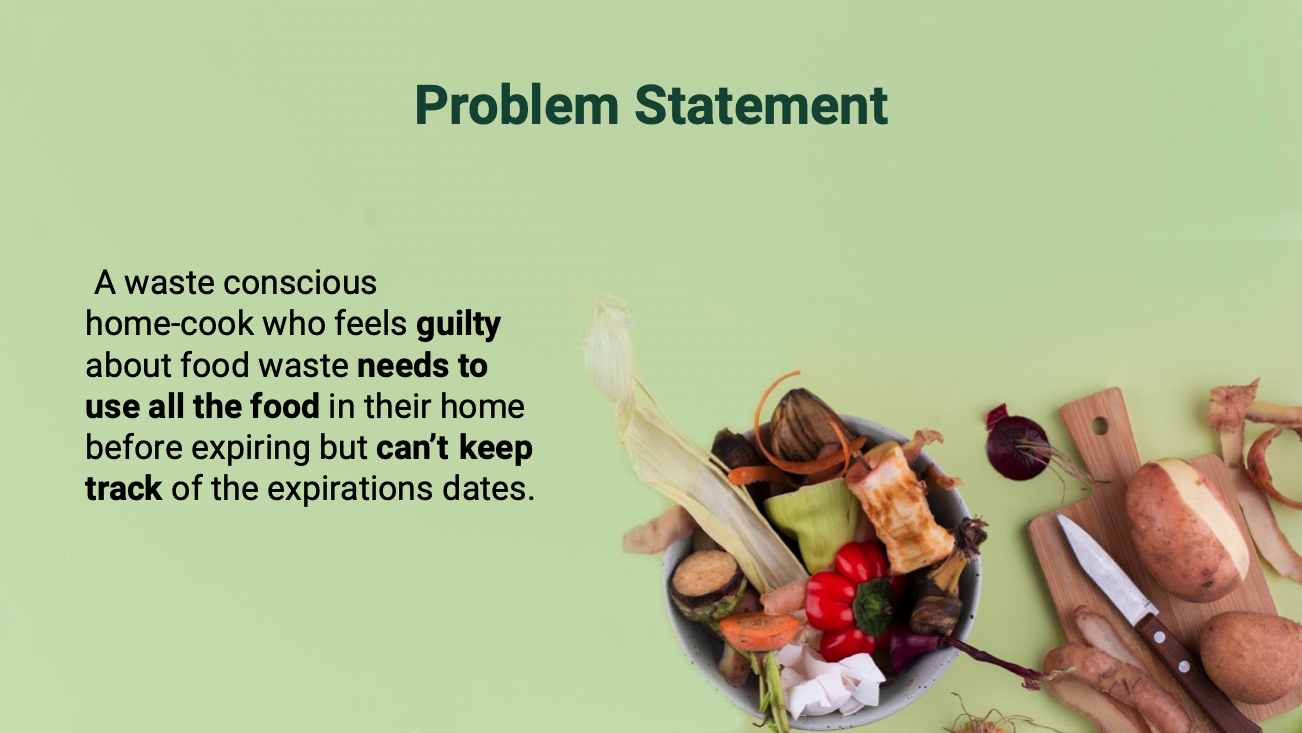 Problem Statement
A waste conscious
home-cook who feels guilty
about food waste needs to
use all the food in their home
before expiring but can’t keep
track of the expirations dates.